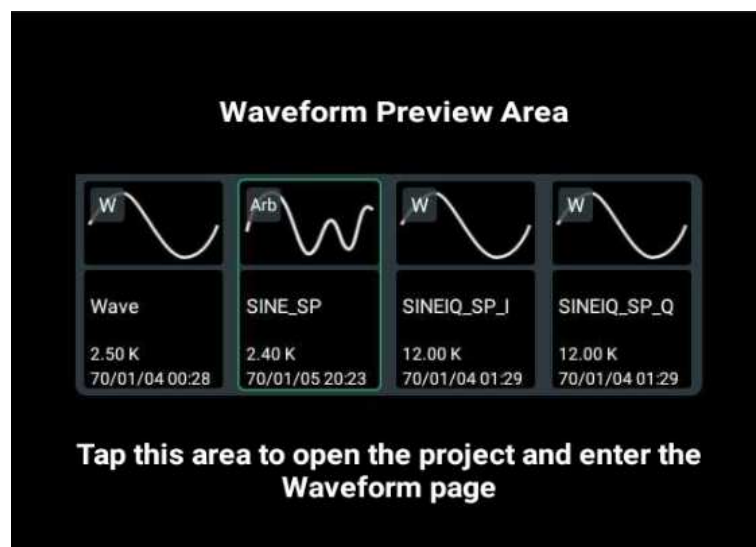 Waveform Preview Area
W
Arb
W
W
Wave
SINE_SP
SINEIQ_SP_I
SINEIQ_SP_Q
2.50 K
2.40 K
12.00 K
12.00 K
70/01/04 00:28
70/01/05 20:23
70/01/04 01:29
70/01/04 01:29
Tap this area to open the project and enter the
Waveform page